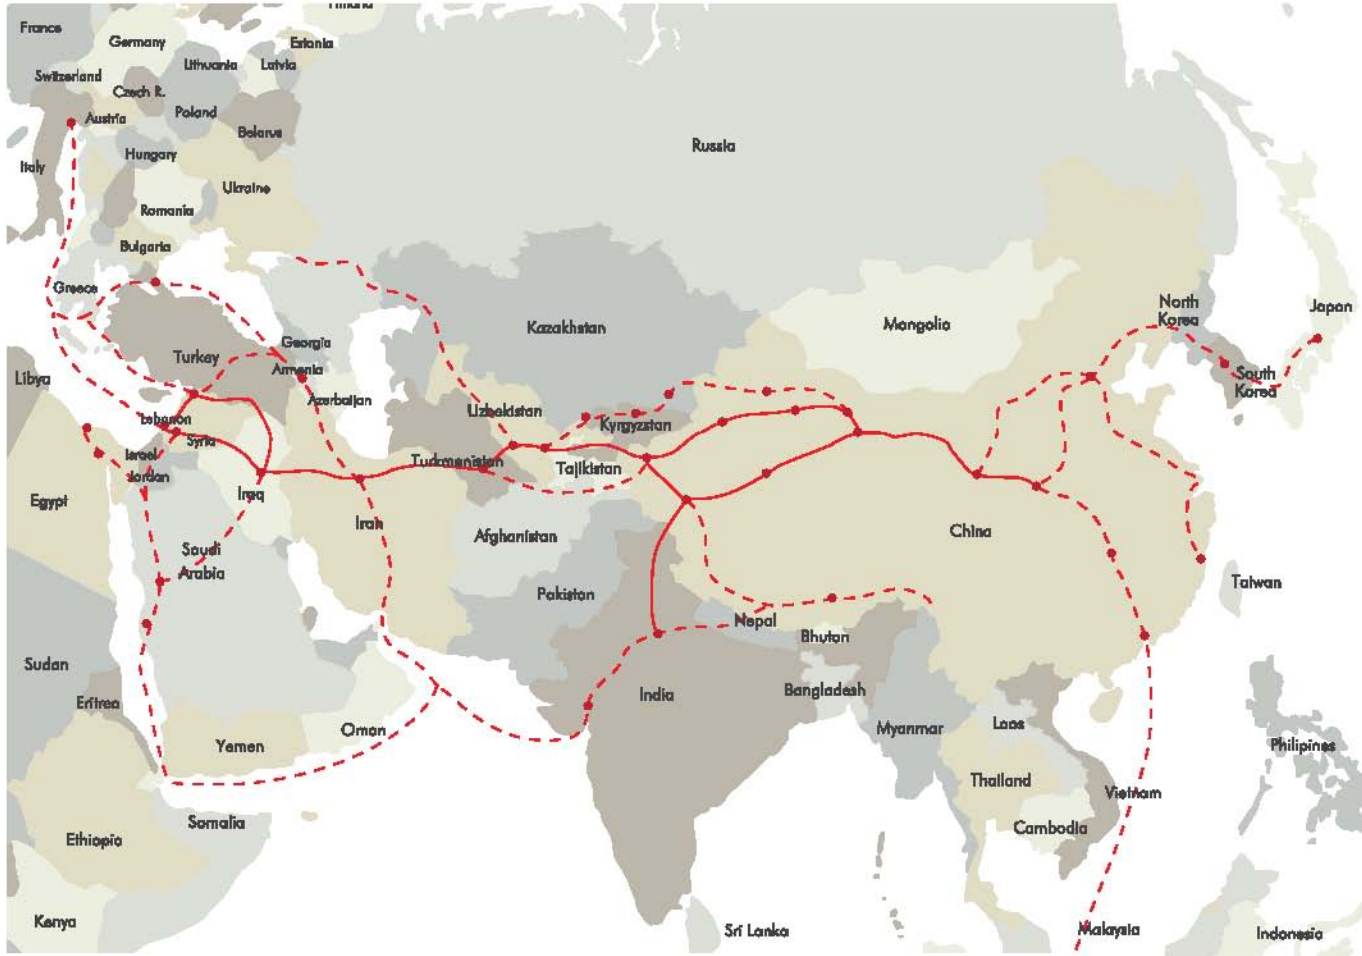 Finland
France
Germany
Estonia
Lithuania
Latvia
Switzerland
Czech R.
Poland
Austria
Belarus
Russia
Hungary
Italy
Ukraine
Romania
Bulgaria
Greece
North
Korea
Japan
Kazakhstan
Mongolia
Georgia
Turkey
Armenia
South
Korea
Libya
Azerbaijan
Uzbekistan
Lebanon
Kyrgyzstan
Syria
Israel
Turkmenistan
Tajikistan
Jordan
Iraq
Egypt
Iran
China
Afghanistan
Saudi
Arabia
Taiwan
Pakistan
Nepal
Bhutan
Sudan
Bangladesh
India
Eritrea
Oman
Laos
Myanmar
Yemen
Philipines
Thailand
Vietnam
Somalia
Cambodia
Ethiopia
Kenya
Sri Lanka
Malaysia
Indonesia